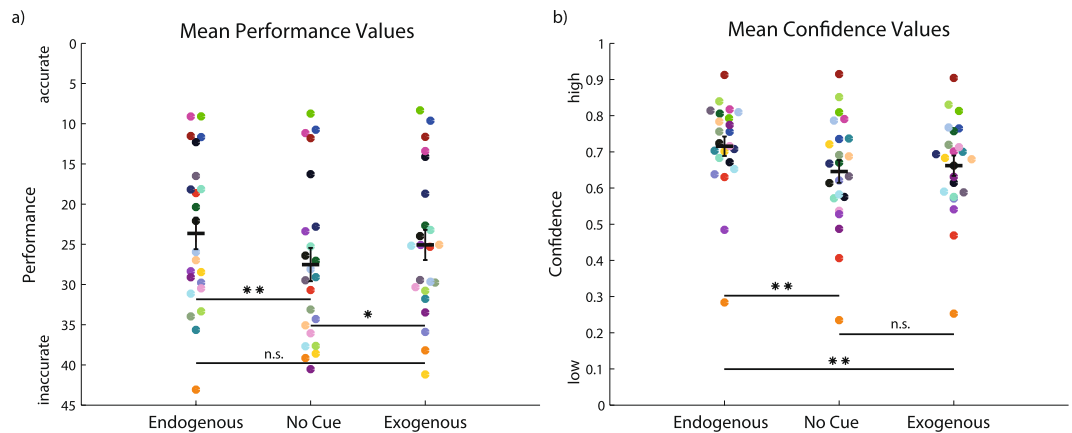 a)
Mean Performance Values
accurate
Performance
inaccurate
0
5
10
15
20
25
30
35
40
45
**
*
n.s.
Endogenous
No Cue
Exogenous
b)
Mean Confidence Values
high
Confidence
low
1
0.9
0.8
0.7
0.6
0.5
0.4
0.3
0.2
0.1
0
**
n.s.
**
Endogenous
No Cue
Exogenous